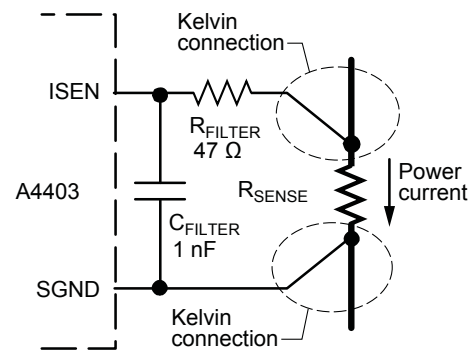 Kelvin
connection
ISEN
R_FILTER
47 Ω
A4403
R_SENSE
Power
current
C_FILTER
1 nF
SGND
Kelvin
connection